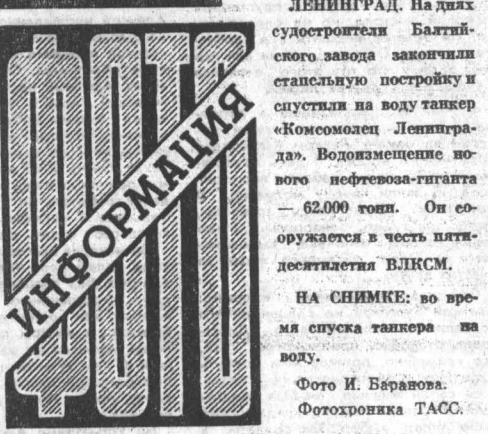 ФОТО
ИНФОРМАЦИЯ
ЛЕНИНГРАД. На днях
судостроители Балтий-
ского завода закончили
стапельную постройку и
спустили на воду танкер
«Комсомолец Ленингра-
да». Водоизмещение но-
вого нефтевоза-гиганта
— 62.000 тонн. Он со-
оружается в честь пяти-
десятилетия ВЛКСМ.
НА СНИМКЕ: во вре-
мя спуска танкера на
воду.
Фото И. Баранова.
Фотохроника ТАСС.